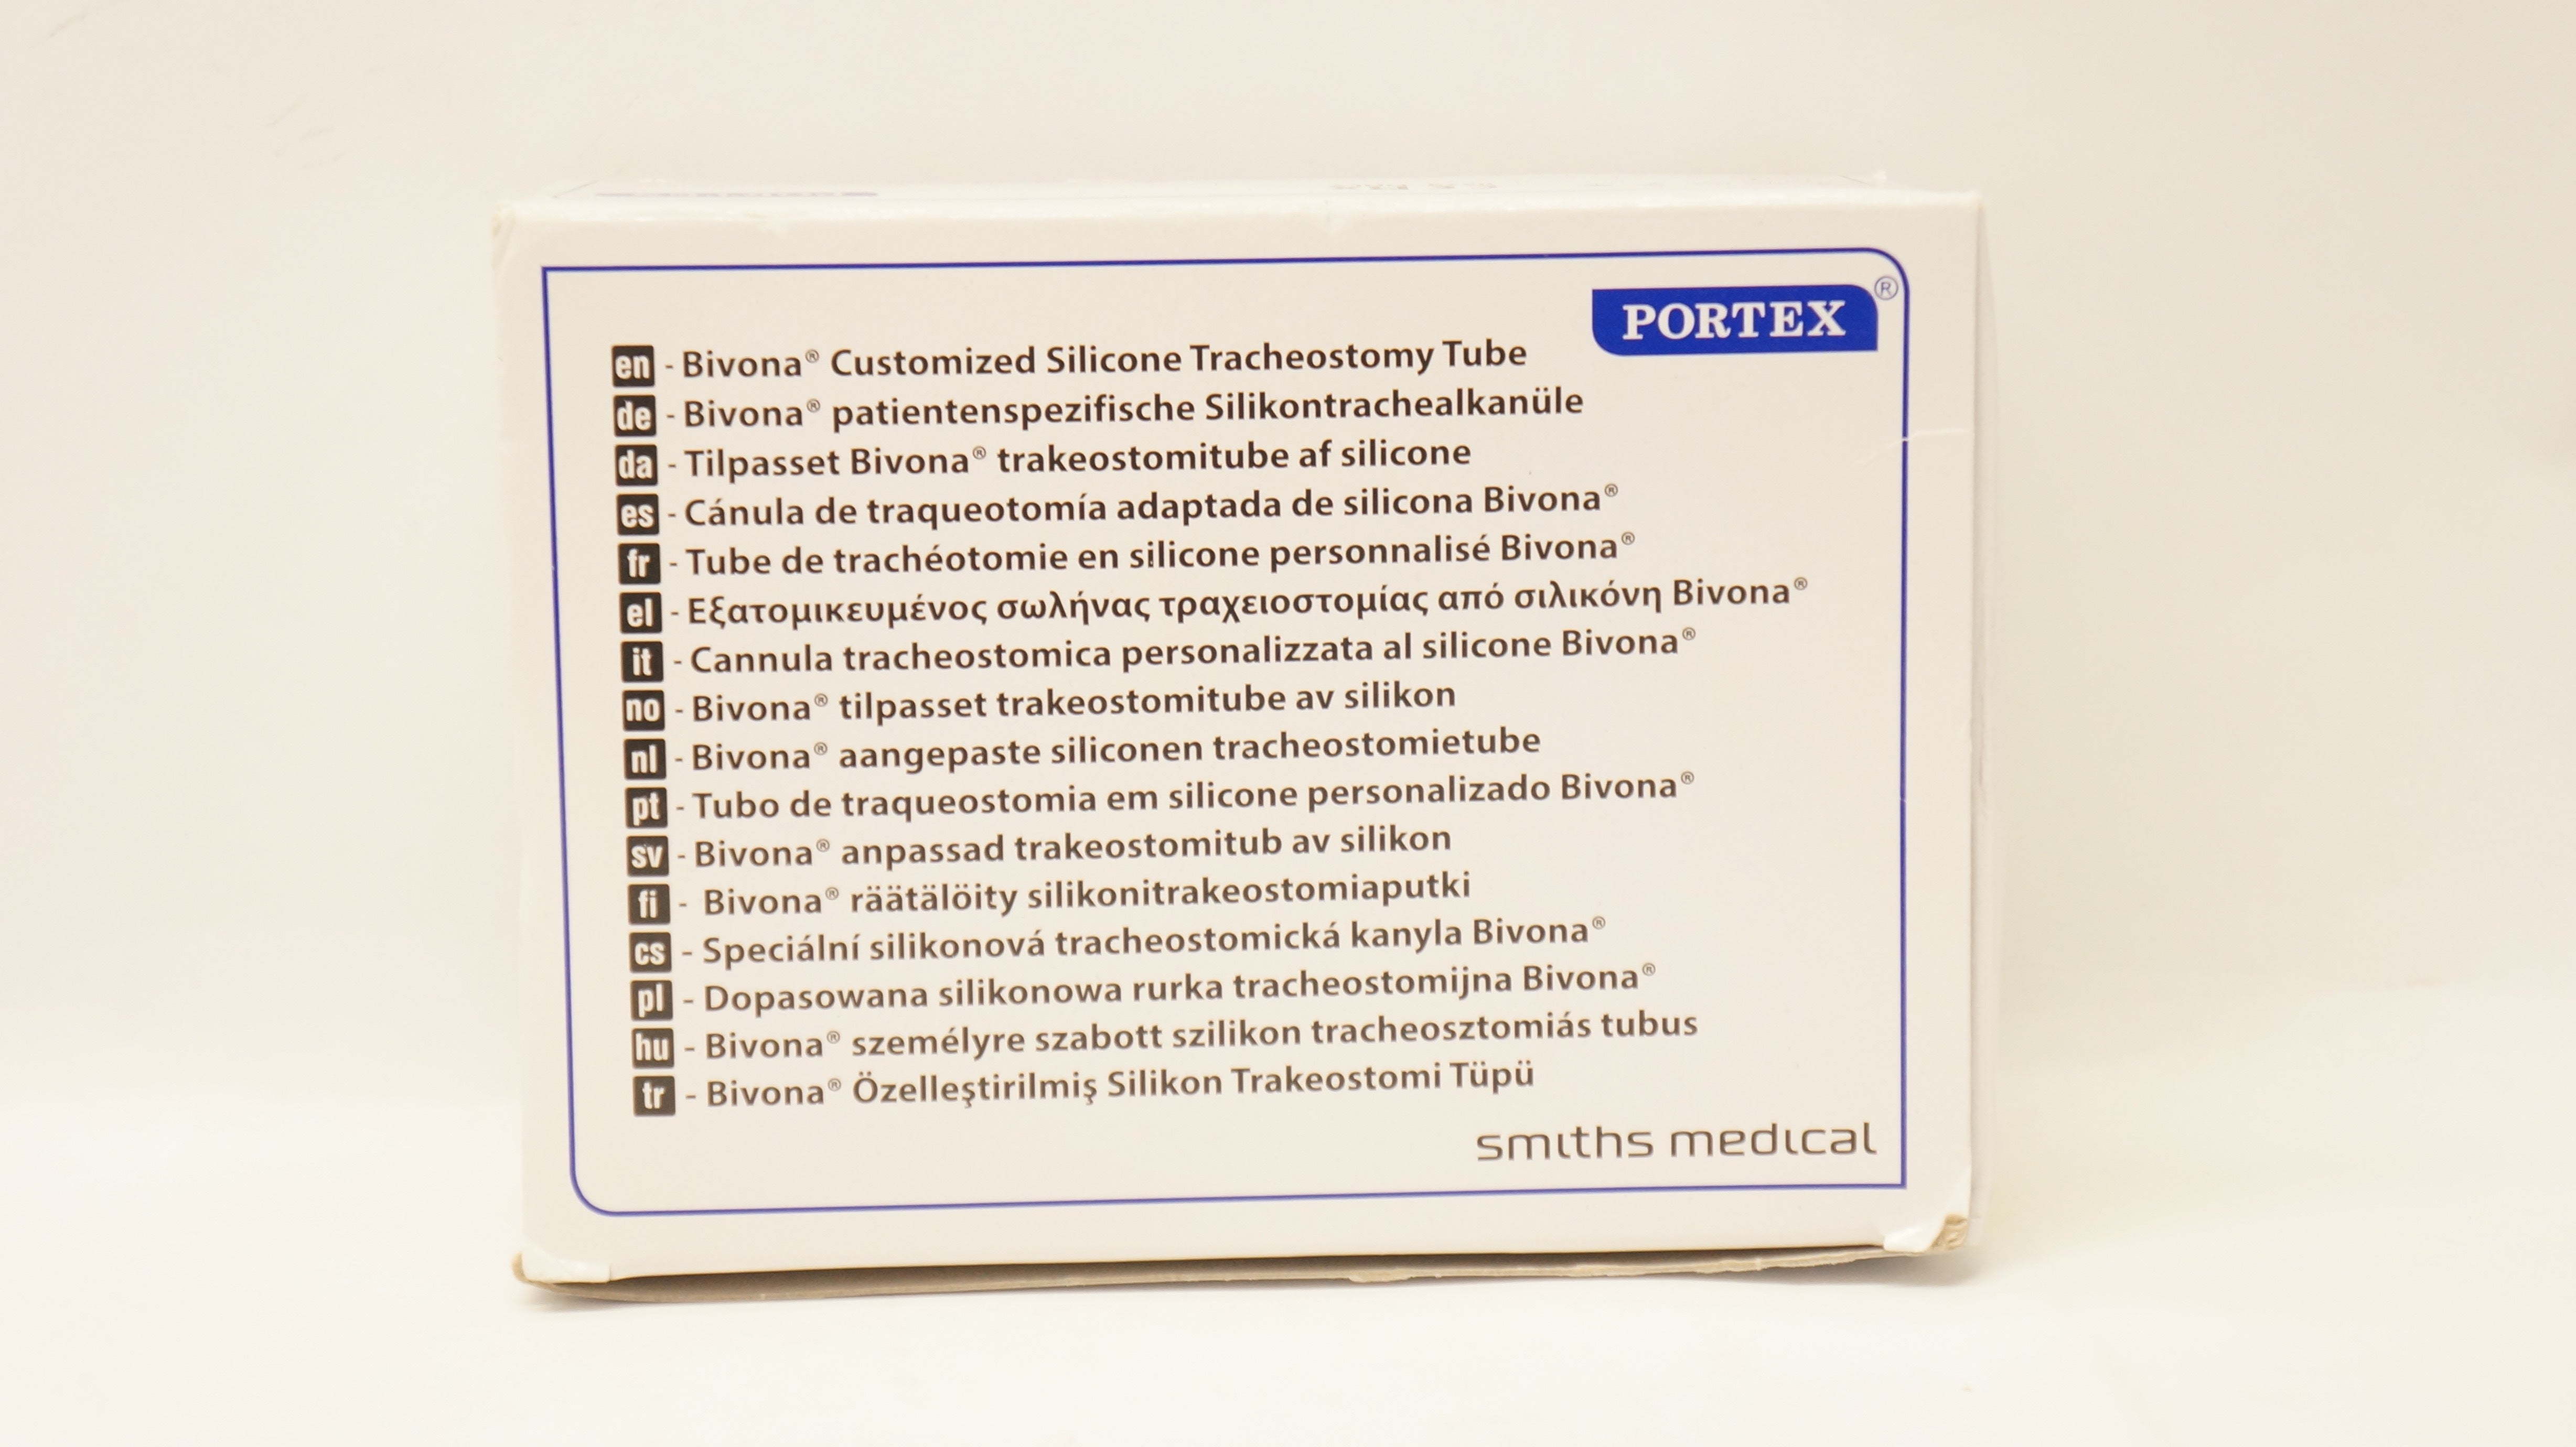 PORTEX®
en - Bivona® Customized Silicone Tracheostomy Tube
de - Bivona® patientenspezifische Silikontrachealkanüle
da - Tilpasset Bivona® trakeostomitube af silicone
es - Cánula de traqueotomía adaptada de silicona Bivona®
fr - Tube de trachéotomie en silicone personnalisé Bivona®
el - Εξατομικευμένος σωλήνας τραχειοστομίας από σιλικόνη Bivona®
it - Cannula tracheostomica personalizzata al silicone Bivona®
no - Bivona® tilpasset trakeostomitube av silikon
nl - Bivona® aangepaste siliconen tracheostomietube
pt - Tubo de traqueostomia em silicone personalizado Bivona®
sv - Bivona® anpassad trakeostomitub av silikon
fi - Bivona® räätälöity silikonitrakeostomiaputki
cs - Speciální silikonová tracheostomická kanyla Bivona®
pl - Dopasowana silikonowa rurka tracheostomijna Bivona®
hu - Bivona® személyre szabott szilikon tracheosztomiás tubus
tr - Bivona® Özelleştirilmiş Silikon Trakeostomi Tüpü
smiths medical